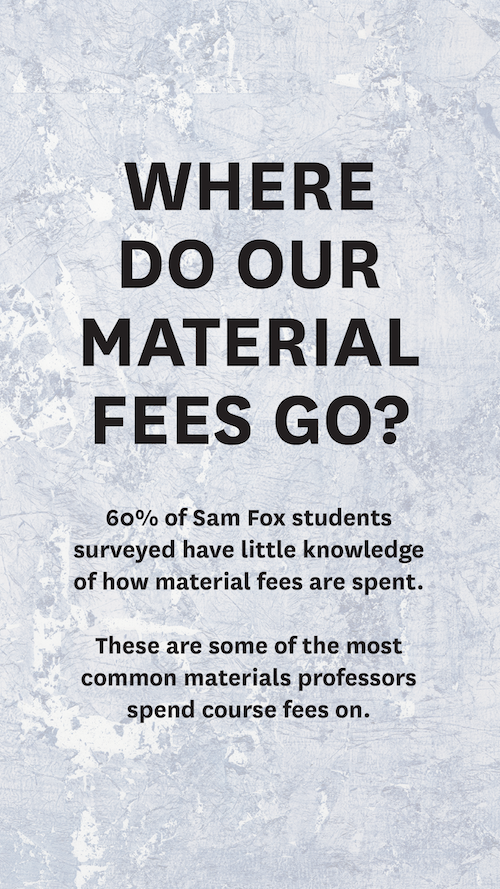 WHERE
DO OUR
MATERIAL
FEES GO?
60% of Sam Fox students
surveyed have little knowledge
of how material fees are spent.
These are some of the most
common materials professors
spend course fees on.